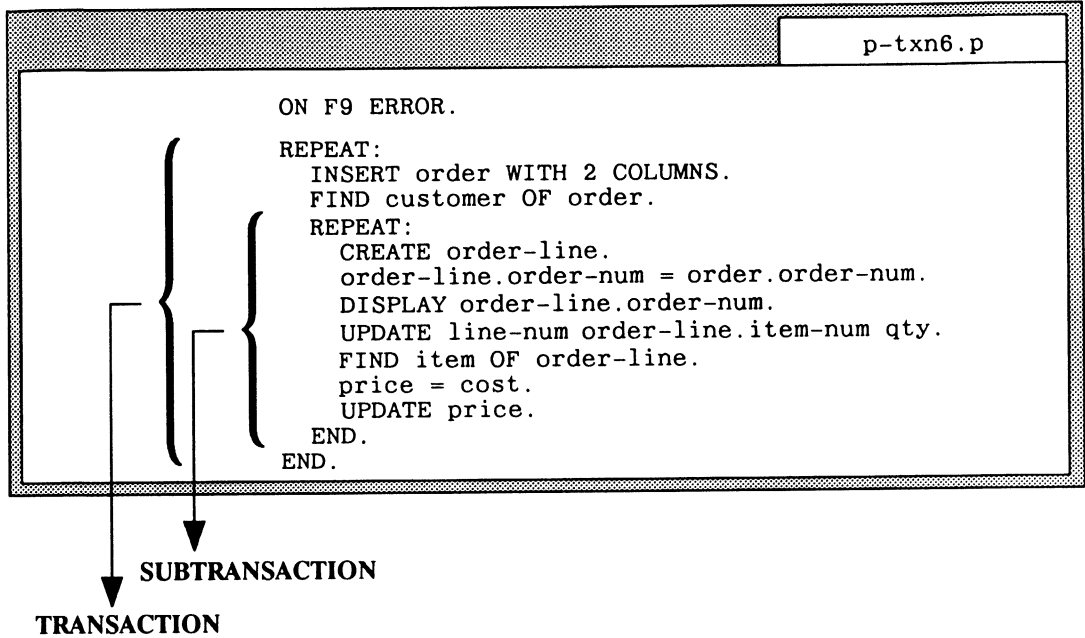 p-txn6.p
ON F9 ERROR.
REPEAT:
INSERT order WITH 2 COLUMNS.
FIND customer OF order.
REPEAT:
CREATE order-line.
order-line.order-num = order.order-num.
DISPLAY order-line.order-num.
UPDATE line-num order-line.item-num qty.
FIND item OF order-line.
price = cost.
UPDATE price.
END.
END.
SUBTRANSACTION
TRANSACTION